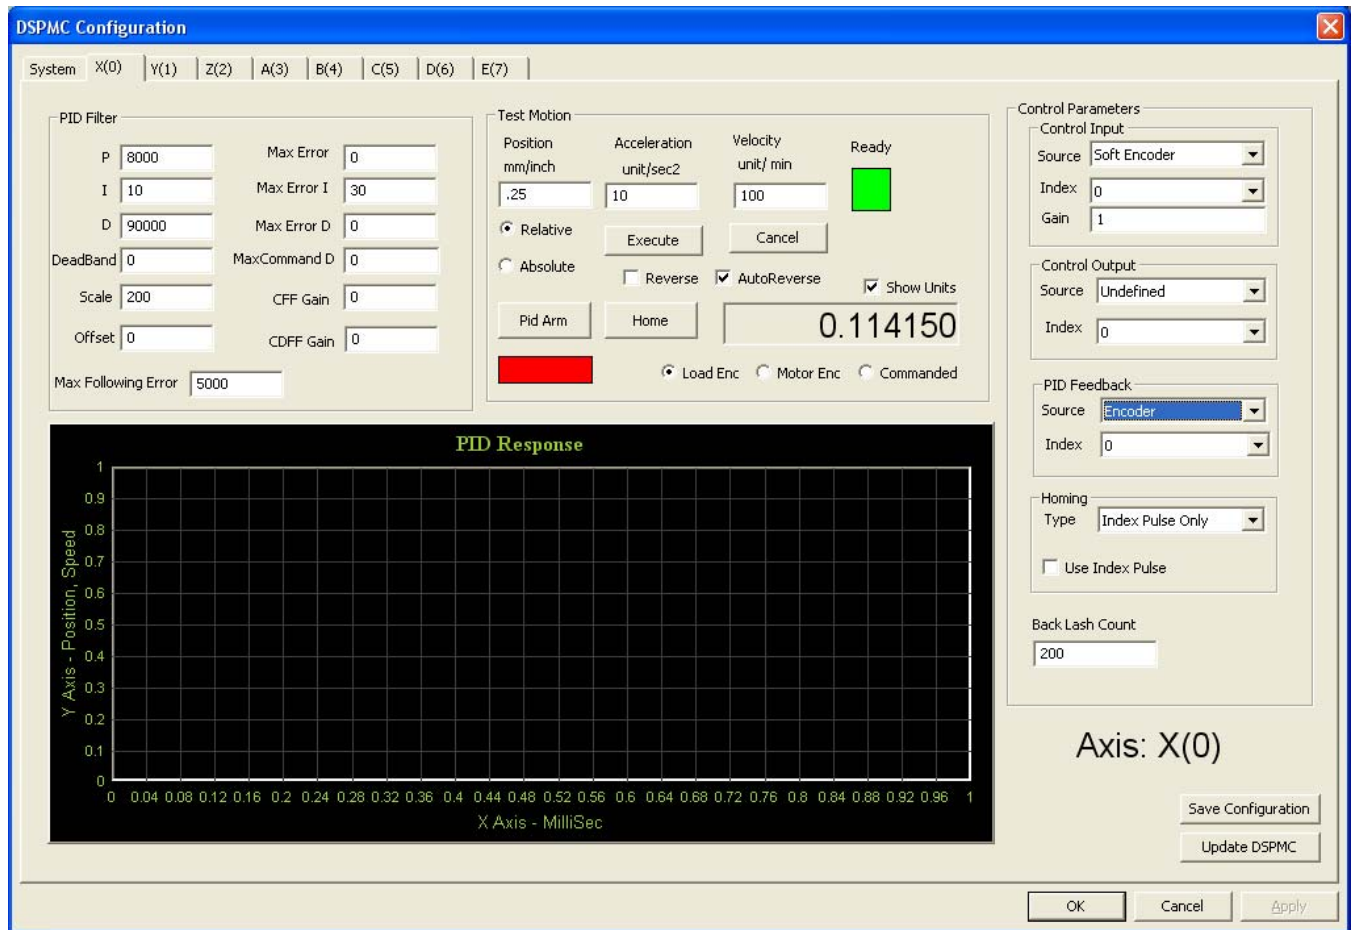 DSPMC Configuration
System X(0) Y(1) Z(2) A(3) B(4) C(5) D(6) E(7)
PID Filter
P 8000 Max Error 0
I 10 Max Error I 30
D 90000 Max Error D 0
DeadBand 0 MaxCommand D 0
Scale 200 CFF Gain 0
Offset 0 CDFF Gain 0
Max Following Error 5000
Test Motion
Position Acceleration Velocity Ready
mm/inch unit/sec2 unit/ min
.25 10 100
Relative Execute Cancel
Absolute Reverse AutoReverse Show Units
Pid Arm Home 0.114150
Load Enc Motor Enc Commanded
Control Parameters
Control Input
Source Soft Encoder
Index 0
Gain 1
Control Output
Source Undefined
Index 0
PID Feedback
Source Encoder
Index 0
Homing
Type Index Pulse Only
Use Index Pulse
Back Lash Count
200
PID Response
Y Axis - Position, Speed
1
0.9
0.8
0.7
0.6
0.5
0.4
0.3
0.2
0.1
0
0 0.04 0.08 0.12 0.16 0.2 0.24 0.28 0.32 0.36 0.4 0.44 0.48 0.52 0.56 0.6 0.64 0.68 0.72 0.76 0.8 0.84 0.88 0.92 0.96 1
X Axis - MilliSec
Axis: X(0)
Save Configuration
Update DSPMC
OK Cancel Apply